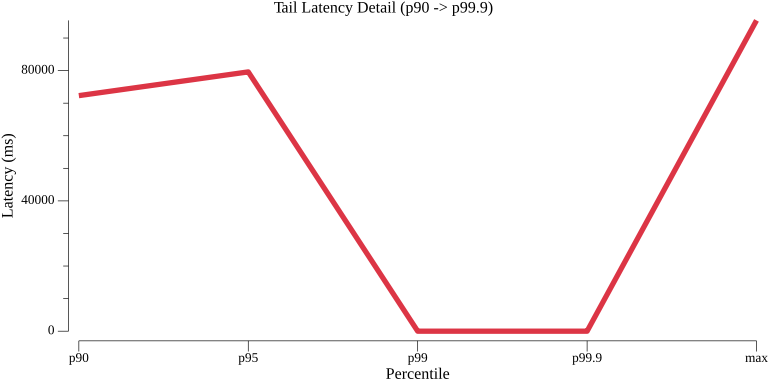 Tail Latency Detail (p90 -> p99.9)
80000
40000
0
Latency (ms)
p90 p95 p99 p99.9 max
Percentile